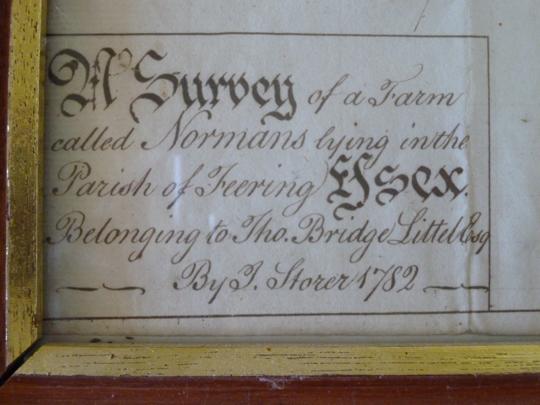 A Survey of a Farm
called Normans lying in the
Parish of Feering Essex.
Belonging to Tho. Bridge Littel Esq
By J. Storer 1782